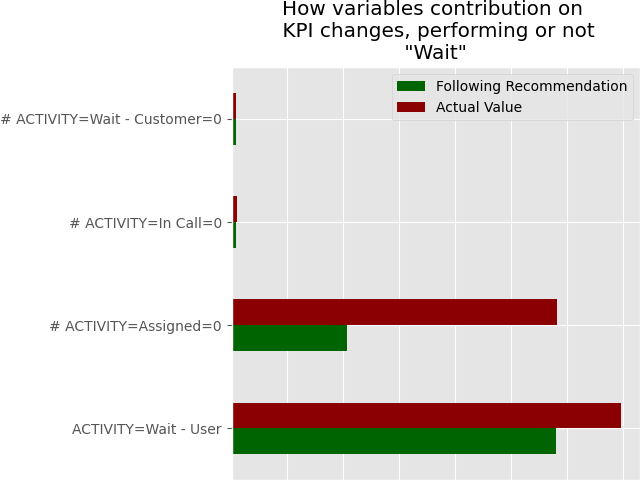 How variables contribution on
KPI changes, performing or not
"Wait"
Following Recommendation
Actual Value
# ACTIVITY=Wait - Customer=0
# ACTIVITY=In Call=0
# ACTIVITY=Assigned=0
ACTIVITY=Wait - User